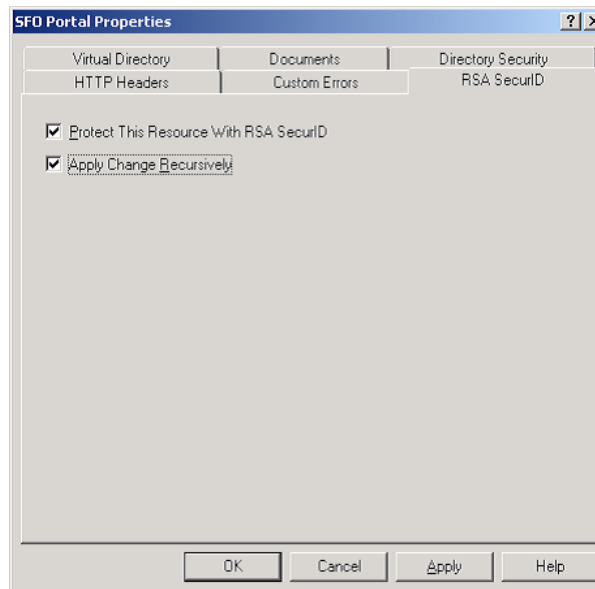 SFO Portal Properties
Virtual Directory Documents Directory Security
HTTP Headers Custom Errors RSA SecurID
Protect This Resource With RSA SecurID
Apply Change Recursively
OK Cancel Apply Help